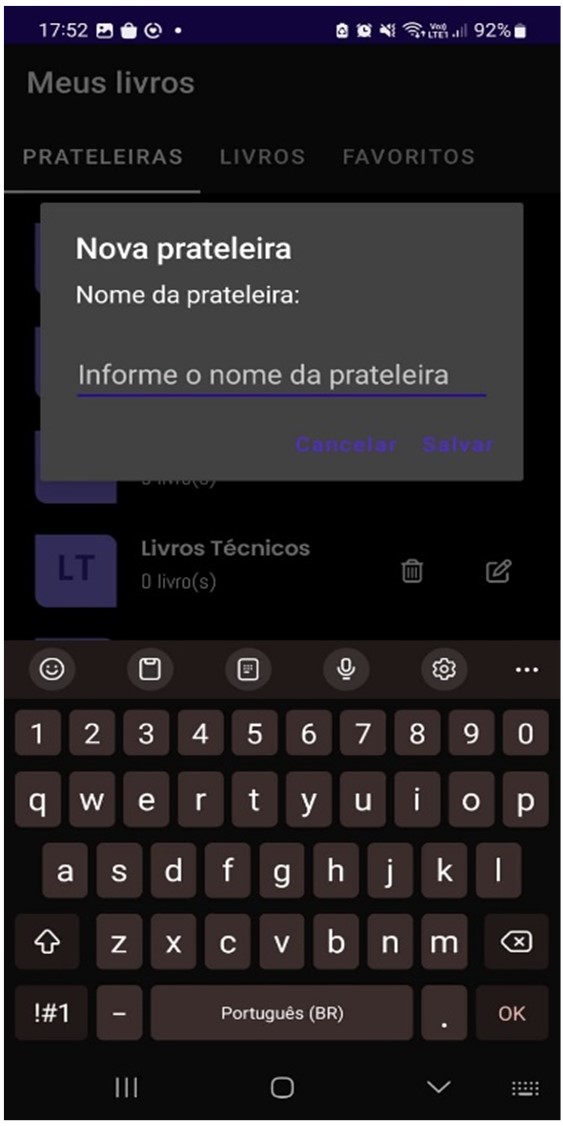 17:52 LTE1 92%
Meus livros
PRATELEIRAS LIVROS FAVORITOS
Nova prateleira
Nome da prateleira:
Informe o nome da prateleira
Cancelar Salvar
livro(s)
LT Livros Técnicos
0 livro(s)
1 2 3 4 5 6 7 8 9 0
q w e r t y u i o p
a s d f g h j k l
z x c v b n m
!#1 - Português (BR) . OK